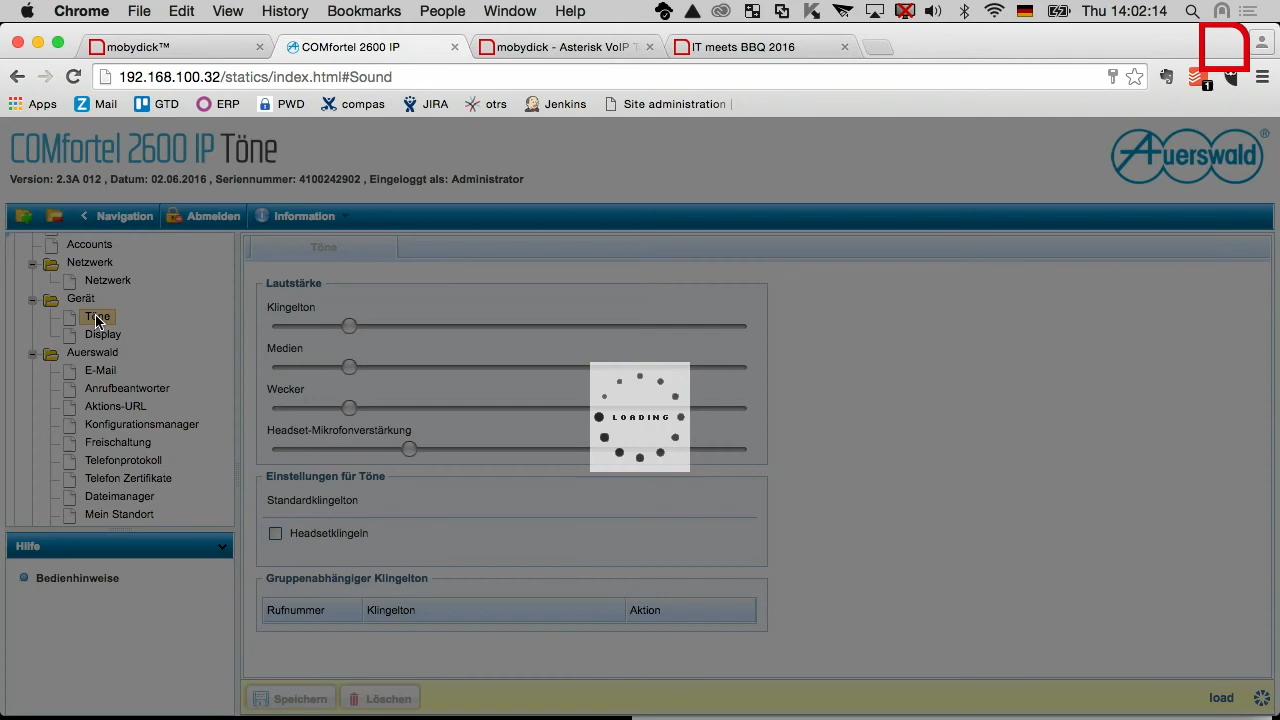 Chrome File Edit View History Bookmarks People Window Help Thu 14:02:14
mobydick™ COMfortel 2600 IP mobydick - Asterisk VoIP T IT meets BBQ 2016
192.168.100.32/statics/index.html#Sound
1
Apps Mail GTD ERP PWD compas JIRA otrs Jenkins Site administration
COMfortel 2600 IP Töne
Auerswald®
Version: 2.3A 012 , Datum: 02.06.2016 , Seriennummer: 4100242902 , Eingeloggt als: Administrator
Navigation Abmelden Information
Accounts
Netzwerk
Netzwerk
Gerät
Töne
Display
Auerswald
E-Mail
Anrufbeantworter
Aktions-URL
Konfigurationsmanager
Freischaltung
Telefonprotokoll
Telefon Zertifikate
Dateimanager
Mein Standort
Hilfe
Bedienhinweise
Töne
Lautstärke
Klingelton
Medien
Wecker
Headset-Mikrofonverstärkung
LOADING
Einstellungen für Töne
Standardklingelton
Headsetklingeln
Gruppenabhängiger Klingelton
Rufnummer Klingelton Aktion
Speichern Löschen load